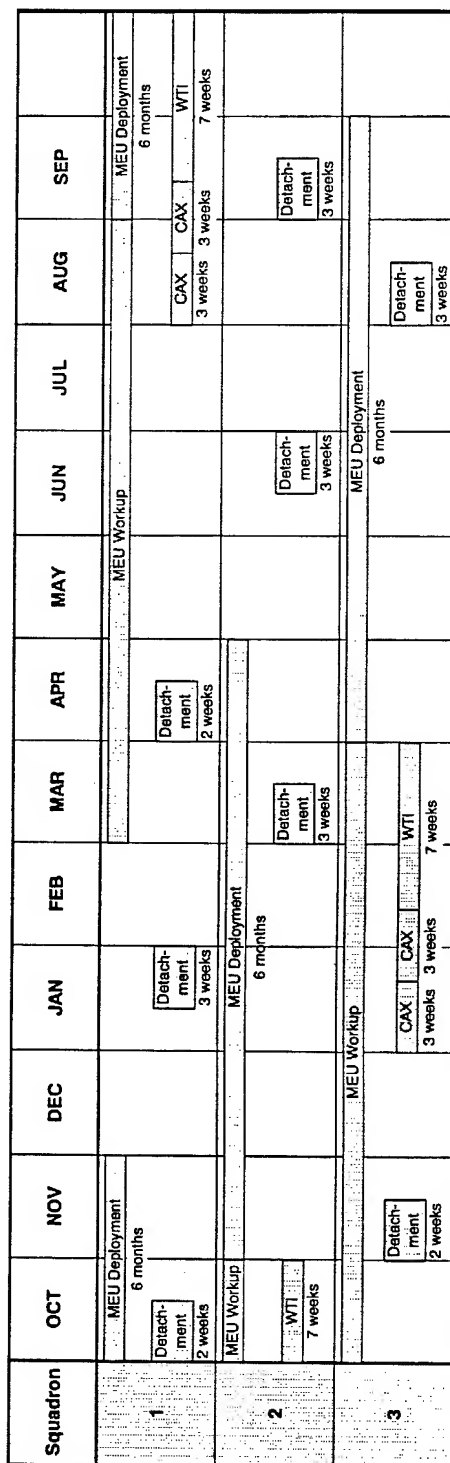 Squadron OCT NOV DEC JAN FEB MAR APR MAY JUN JUL AUG SEP
1
MEU Deployment
6 months
MEU Workup
MEU Deployment
6 months
Detach-
ment
2 weeks
Detach-
ment
3 weeks
Detach-
ment
2 weeks
CAX CAX WTI
3 weeks 3 weeks 7 weeks
2
MEU Workup
MEU Deployment
6 months
WTI
7 weeks
Detach-
ment
3 weeks
Detach-
ment
3 weeks
Detach-
ment
3 weeks
3
MEU Workup
MEU Deployment
6 months
Detach-
ment
2 weeks
CAX CAX WTI
3 weeks 3 weeks 7 weeks
Detach-
ment
3 weeks